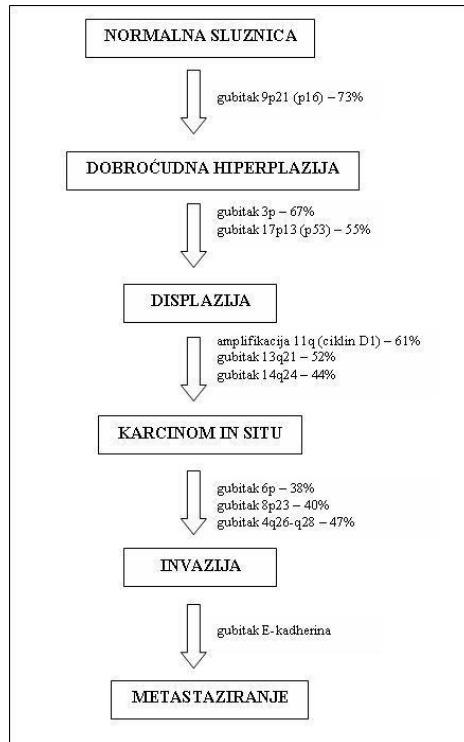 NORMALNA SLUZNICA
gubitak 9p21 (p16) – 73%
DOBROĆUDNA HIPERPLAZIJA
gubitak 3p – 67%
gubitak 17p13 (p53) – 55%
DISPLAZIJA
amplifikacija 11q (ciklin D1) – 61%
gubitak 13q21 – 52%
gubitak 14q24 – 44%
KARCINOM IN SITU
gubitak 6p – 38%
gubitak 8p23 – 40%
gubitak 4q26-q28 – 47%
INVAZIJA
gubitak E-kadherina
METASTAZIRANJE